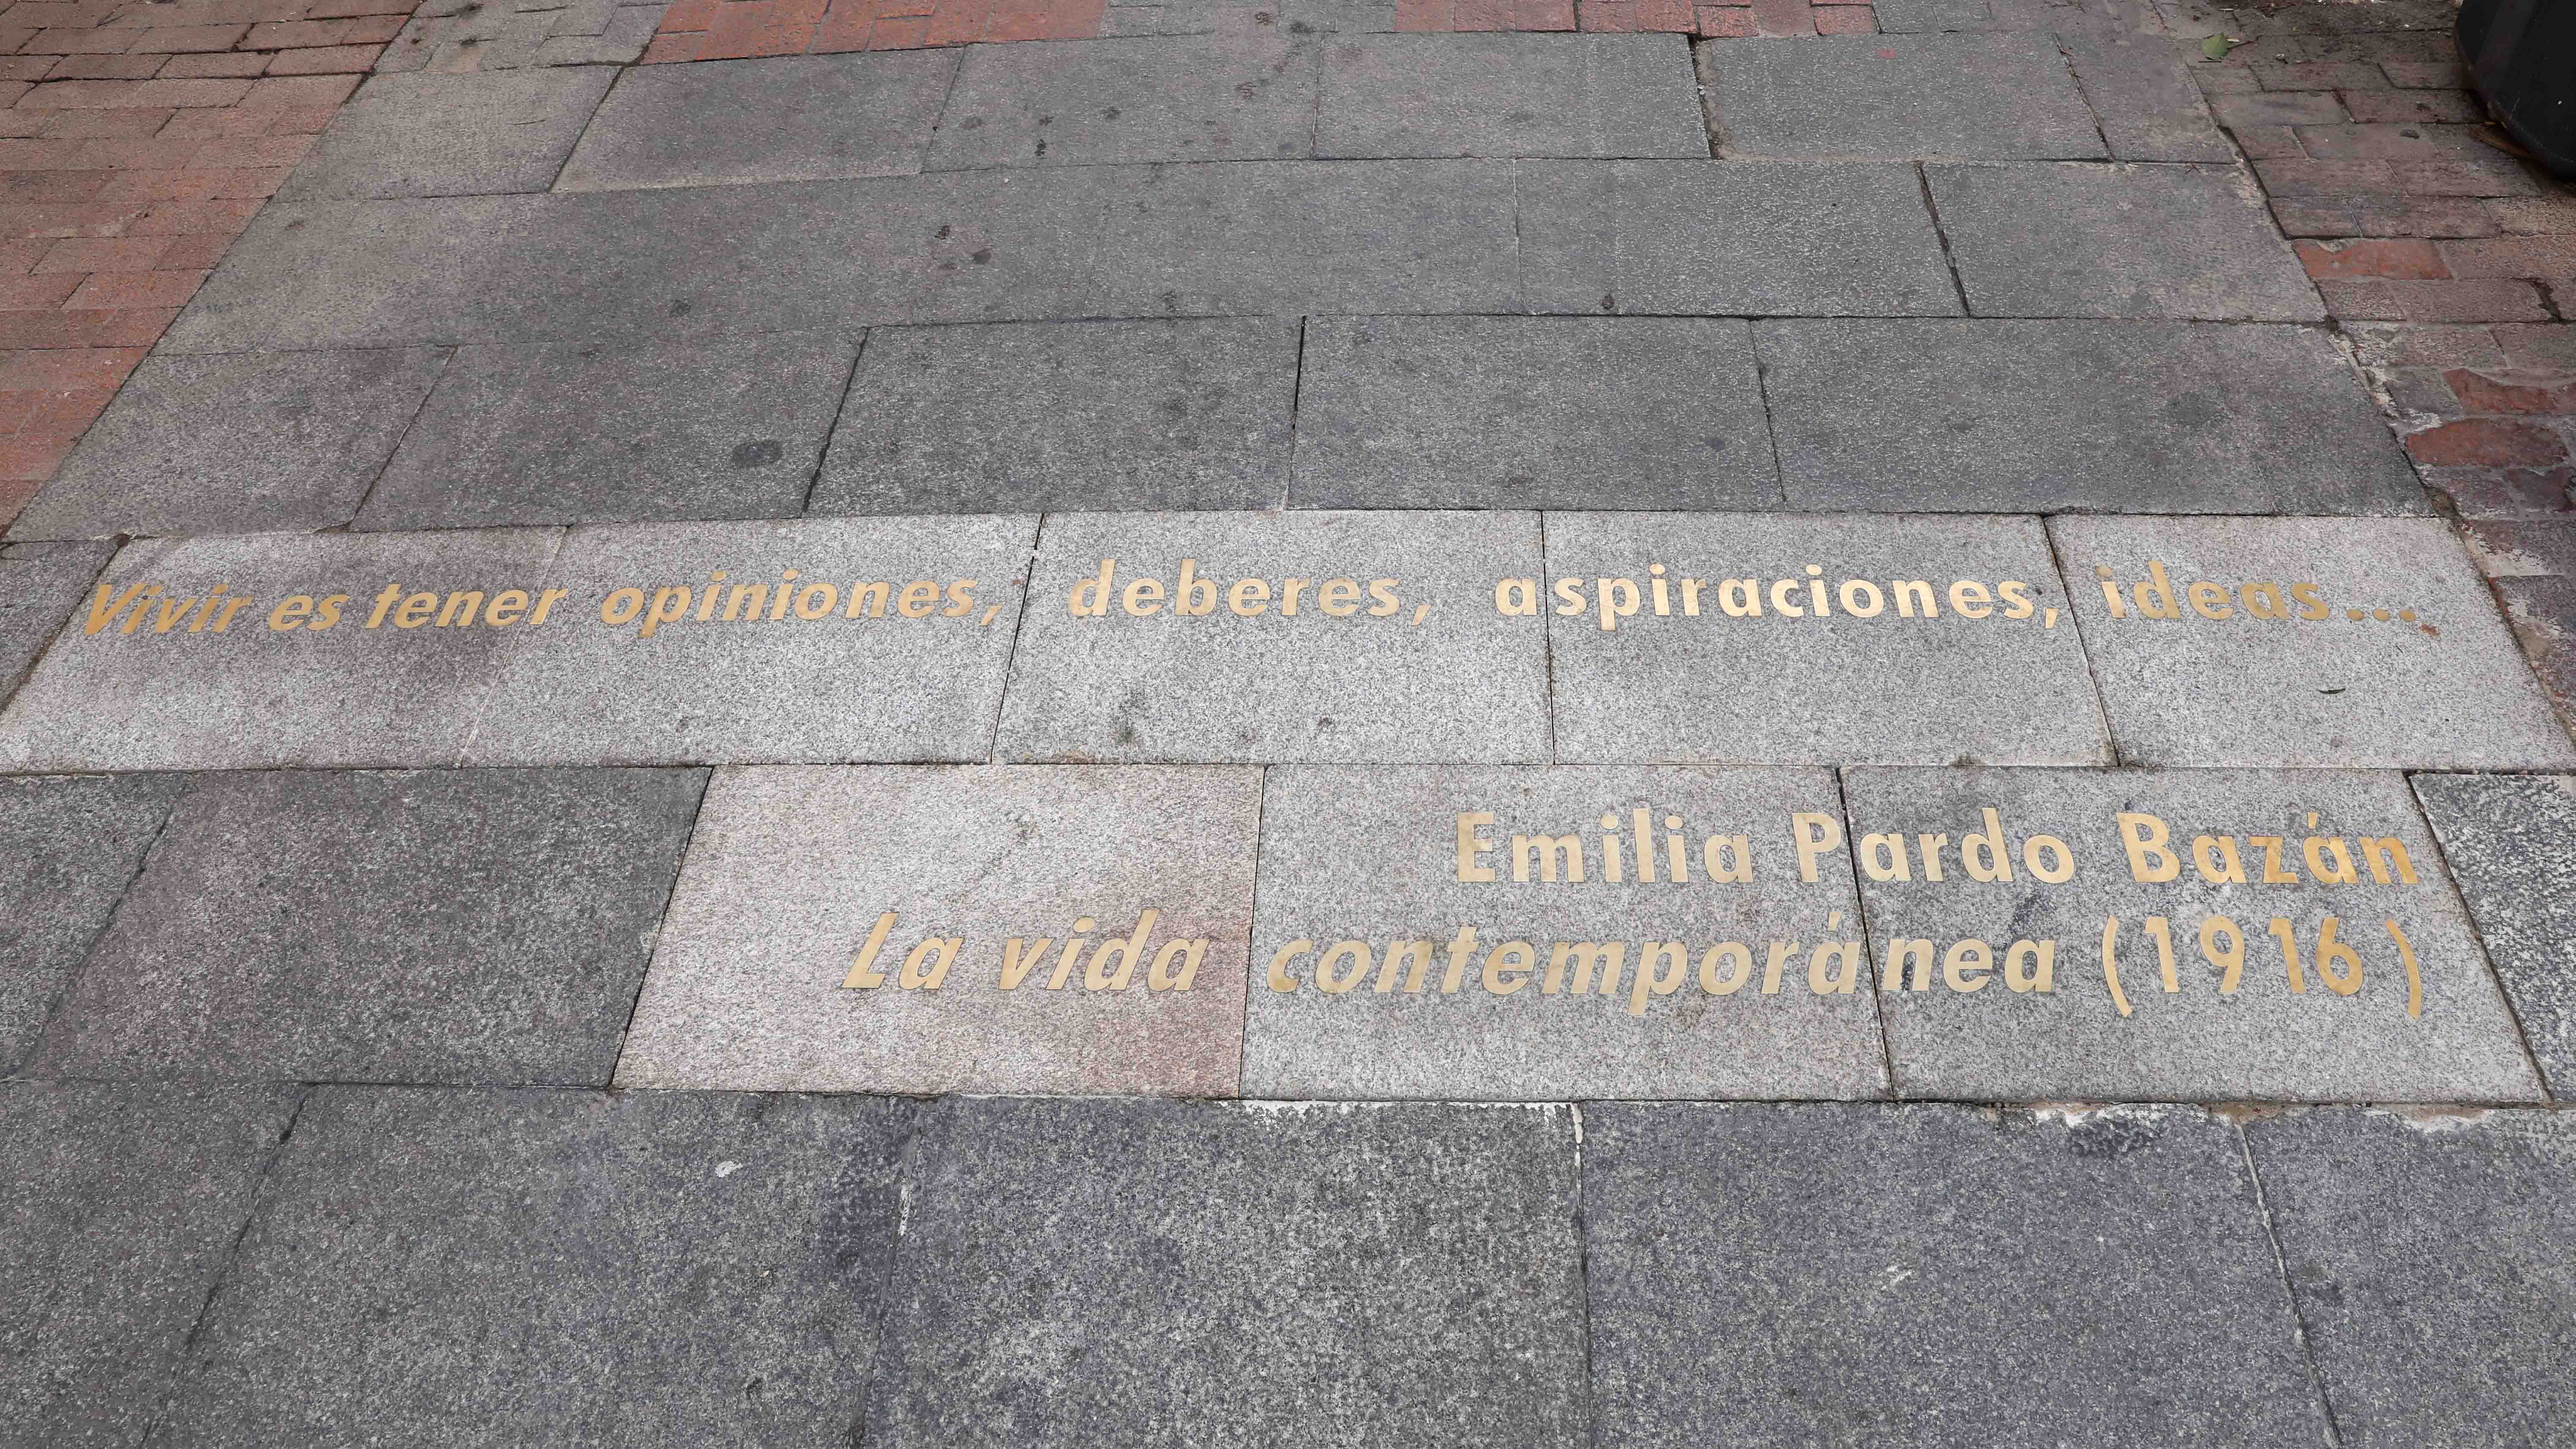 Vivir es tener opiniones, deberes, aspiraciones, ideas...
Emilia Pardo Bazán
La vida contemporánea (1916)